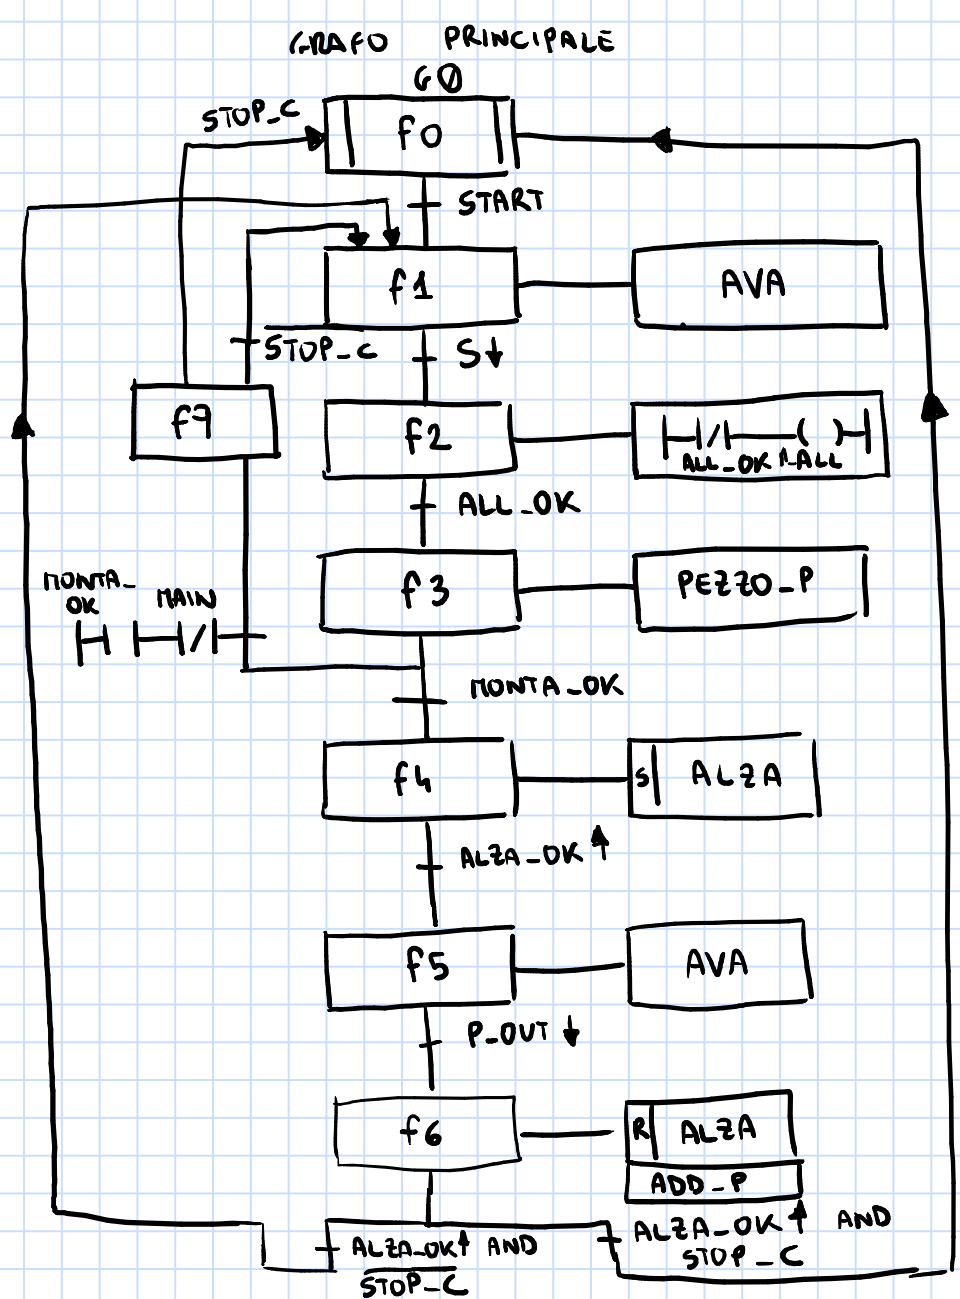 GRAFO PRINCIPALE
G0
STOP_C
f0
START
f1
AVA
STOP_C
S↓
f7
f2
ALL_OK 1_ALL
ALL_OK
f3
PEZZO_P
MONTA_
OK
MAIN
MONTA_OK
f4
S ALZA
ALZA_OK ↑
f5
AVA
P_OUT ↓
f6
R ALZA
ADD_P
ALZA_OK↑ AND
STOP_C
ALZA_OK↑ AND
STOP_C